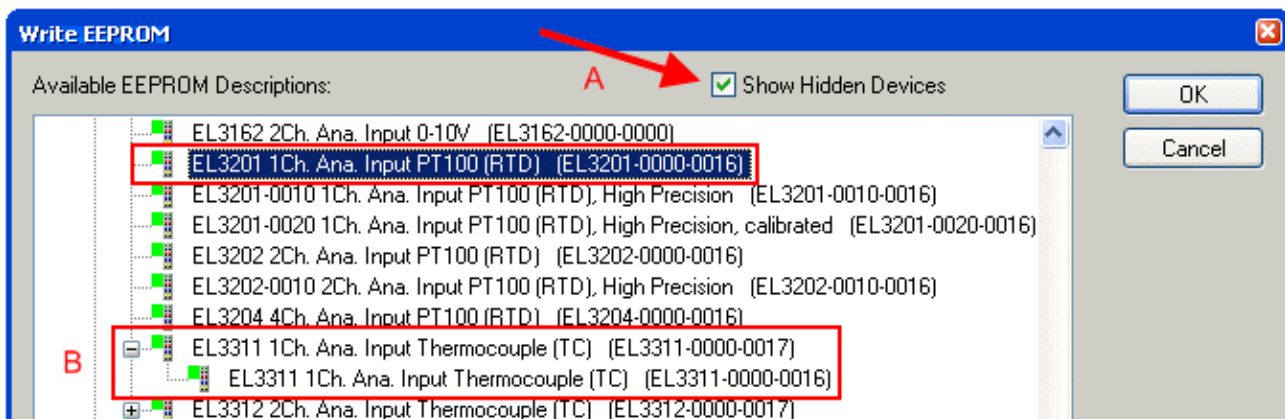 Write EEPROM
Available EEPROM Descriptions: A Show Hidden Devices OK
EL3162 2Ch. Ana. Input 0-10V (EL3162-0000-0000)
EL3201 1Ch. Ana. Input PT100 (RTD) (EL3201-0000-0016) Cancel
EL3201-0010 1Ch. Ana. Input PT100 (RTD), High Precision (EL3201-0010-0016)
EL3201-0020 1Ch. Ana. Input PT100 (RTD), High Precision, calibrated (EL3201-0020-0016)
EL3202 2Ch. Ana. Input PT100 (RTD) (EL3202-0000-0016)
EL3202-0010 2Ch. Ana. Input PT100 (RTD), High Precision (EL3202-0010-0016)
EL3204 4Ch. Ana. Input PT100 (RTD) (EL3204-0000-0016)
EL3311 1Ch. Ana. Input Thermocouple (TC) (EL3311-0000-0017)
B EL3311 1Ch. Ana. Input Thermocouple (TC) (EL3311-0000-0016)
EL3312 2Ch. Ana. Input Thermocouple (TC) (EL3312-0000-0017)